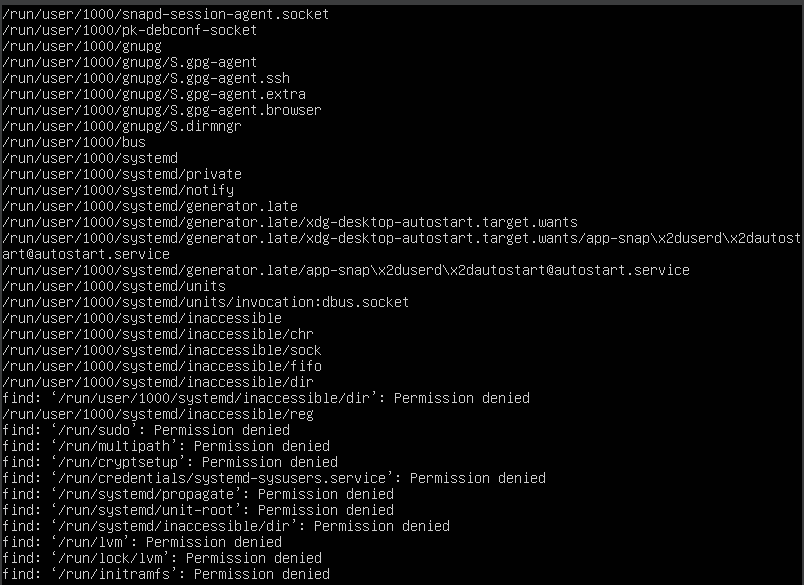 /run/user/1000/snapd-session-agent.socket
/run/user/1000/pk-debconf-socket
/run/user/1000/gnupg
/run/user/1000/gnupg/S.gpg-agent
/run/user/1000/gnupg/S.gpg-agent.ssh
/run/user/1000/gnupg/S.gpg-agent.extra
/run/user/1000/gnupg/S.gpg-agent.browser
/run/user/1000/gnupg/S.dirmngr
/run/user/1000/bus
/run/user/1000/systemd
/run/user/1000/systemd/private
/run/user/1000/systemd/notify
/run/user/1000/systemd/generator.late
/run/user/1000/systemd/generator.late/xdg-desktop-autostart.target.wants
/run/user/1000/systemd/generator.late/xdg-desktop-autostart.target.wants/app-snap\x2duserd\x2dautost
art@autostart.service
/run/user/1000/systemd/generator.late/app-snap\x2duserd\x2dautostart@autostart.service
/run/user/1000/systemd/units
/run/user/1000/systemd/units/invocation:dbus.socket
/run/user/1000/systemd/inaccessible
/run/user/1000/systemd/inaccessible/chr
/run/user/1000/systemd/inaccessible/sock
/run/user/1000/systemd/inaccessible/fifo
/run/user/1000/systemd/inaccessible/dir
find: ‘/run/user/1000/systemd/inaccessible/dir’: Permission denied
/run/user/1000/systemd/inaccessible/reg
find: ‘/run/sudo’: Permission denied
find: ‘/run/multipath’: Permission denied
find: ‘/run/cryptsetup’: Permission denied
find: ‘/run/credentials/systemd-sysusers.service’: Permission denied
find: ‘/run/systemd/propagate’: Permission denied
find: ‘/run/systemd/unit-root’: Permission denied
find: ‘/run/systemd/inaccessible/dir’: Permission denied
find: ‘/run/lvm’: Permission denied
find: ‘/run/lock/lvm’: Permission denied
find: ‘/run/initramfs’: Permission denied